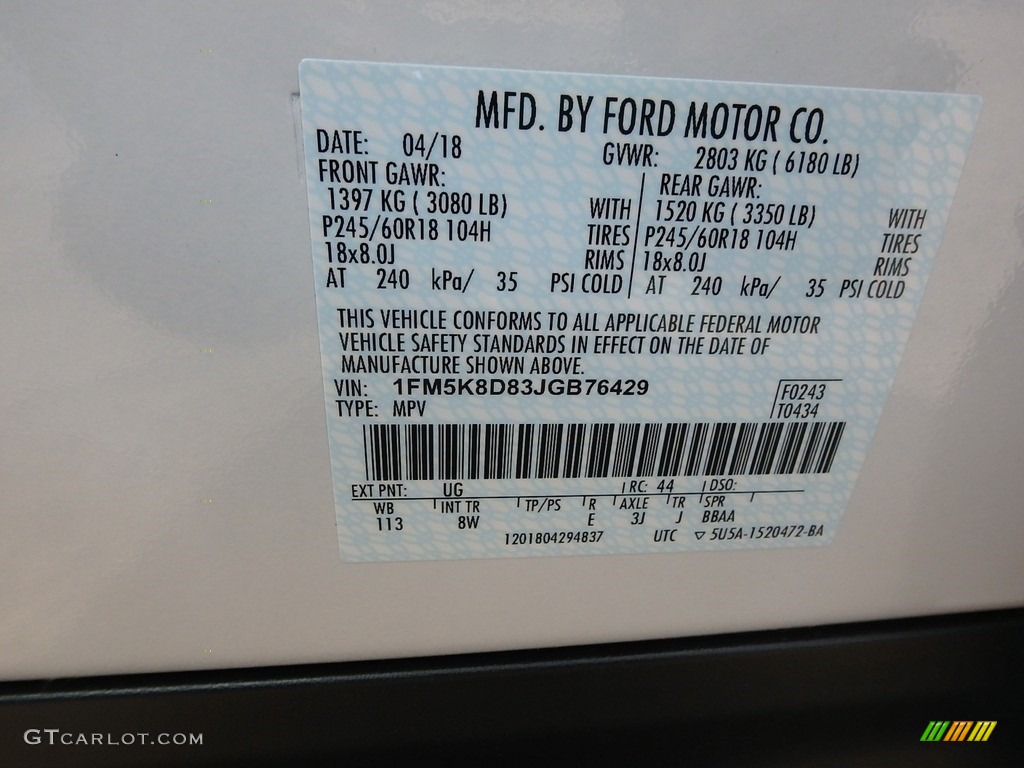 MFD. BY FORD MOTOR CO.
DATE: 04/18 GVWR: 2803 KG ( 6180 LB)
FRONT GAWR: REAR GAWR:
1397 KG ( 3080 LB) WITH 1520 KG ( 3350 LB) WITH
P245/60R18 104H TIRES P245/60R18 104H TIRES
18x8.0J RIMS 18x8.0J RIMS
AT 240 kPa/ 35 PSI COLD AT 240 kPa/ 35 PSI COLD
THIS VEHICLE CONFORMS TO ALL APPLICABLE FEDERAL MOTOR
VEHICLE SAFETY STANDARDS IN EFFECT ON THE DATE OF
MANUFACTURE SHOWN ABOVE.
VIN: 1FM5K8D83JGB76429 F0243
TYPE: MPV T0434
EXT PNT: UG RC: 44 DSO:
WB INT TR TP/PS R AXLE TR SPR
113 8W E 3J J BBAA
1201804294837 UTC ▽ 5U5A-1520472-BA
GTCARLOT.COM